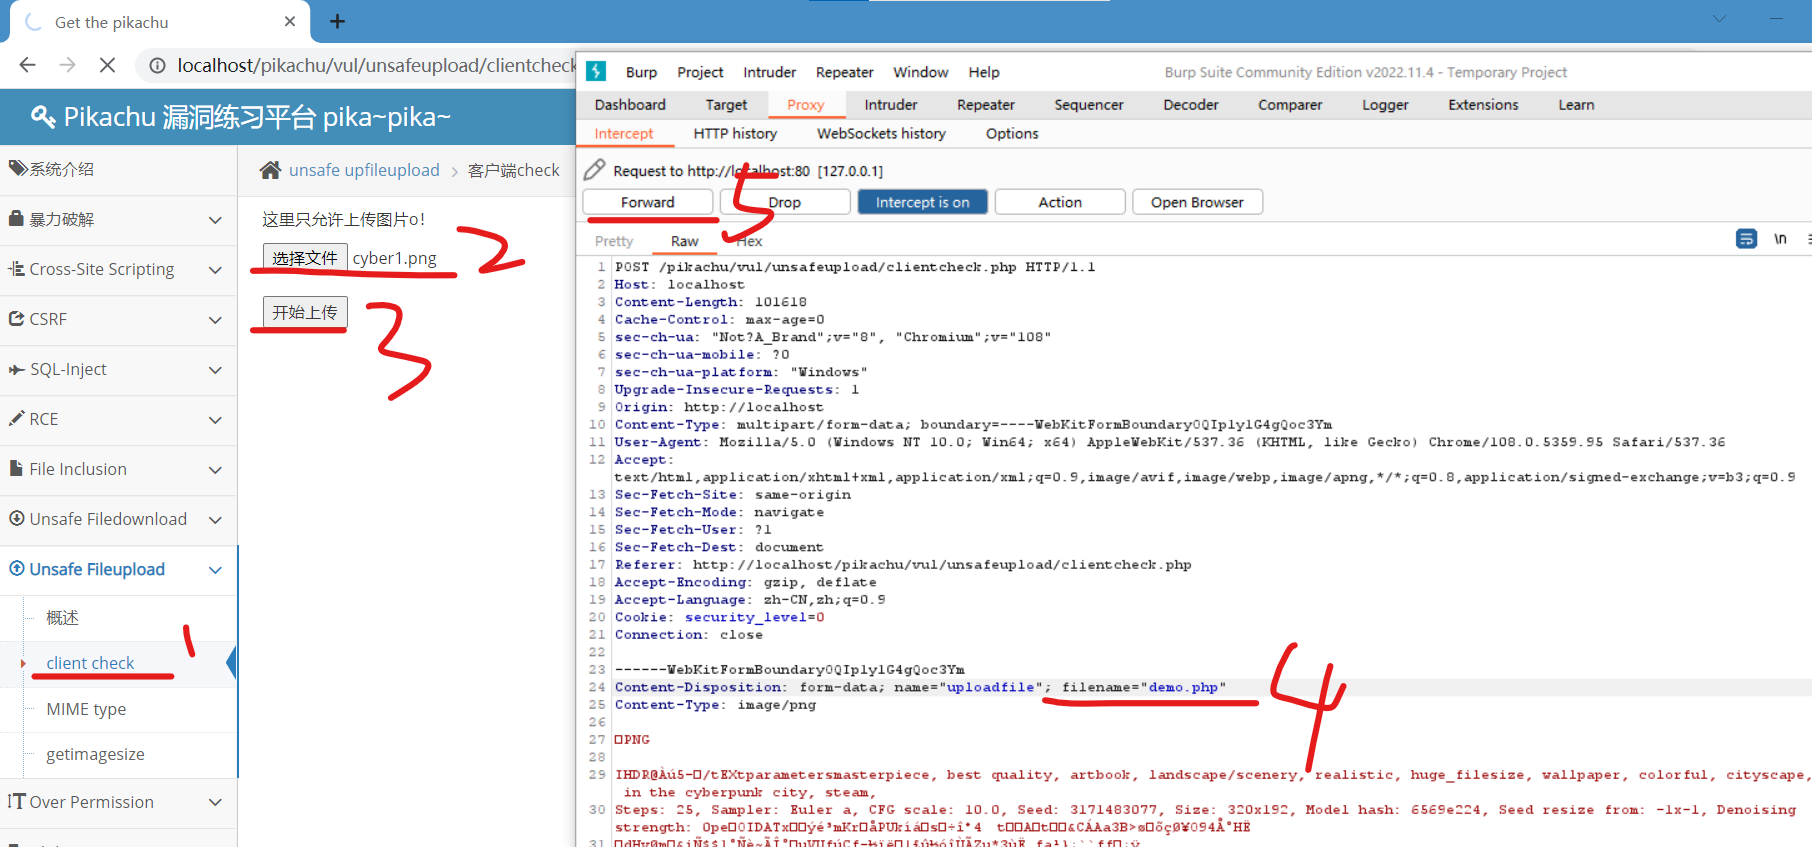 Get the pikachu
localhost/pikachu/vul/unsafeupload/clientcheck
Pikachu 漏洞练习平台 pika~pika~
系统介绍
暴力破解
Cross-Site Scripting
CSRF
SQL-Inject
RCE
File Inclusion
Unsafe Filedownload
Unsafe Fileupload
概述
client check
MIME type
getimagesize
Over Permission
1
unsafe upfileupload > 客户端check
这里只允许上传图片o!
选择文件 cyber1.png
2
开始上传
3
Burp Project Intruder Repeater Window Help
Burp Suite Community Edition v2022.11.4 - Temporary Project
Dashboard Target Proxy Intruder Repeater Sequencer Decoder Comparer Logger Extensions Learn
Intercept HTTP history WebSockets history Options
Request to http://localhost:80 [127.0.0.1]
Forward Drop Intercept is on Action Open Browser
5
Pretty Raw Hex
\n
1 POST /pikachu/vul/unsafeupload/clientcheck.php HTTP/1.1
2 Host: localhost
3 Content-Length: 101618
4 Cache-Control: max-age=0
5 sec-ch-ua: "Not?A_Brand";v="8", "Chromium";v="108"
6 sec-ch-ua-mobile: ?0
7 sec-ch-ua-platform: "Windows"
8 Upgrade-Insecure-Requests: 1
9 Origin: http://localhost
10 Content-Type: multipart/form-data; boundary=----WebKitFormBoundary0QIp1ylG4gQoc3Ym
11 User-Agent: Mozilla/5.0 (Windows NT 10.0; Win64; x64) AppleWebKit/537.36 (KHTML, like Gecko) Chrome/108.0.5359.95 Safari/537.36
12 Accept:
text/html,application/xhtml+xml,application/xml;q=0.9,image/avif,image/webp,image/apng,*/*;q=0.8,application/signed-exchange;v=b3;q=0.9
13 Sec-Fetch-Site: same-origin
14 Sec-Fetch-Mode: navigate
15 Sec-Fetch-User: ?1
16 Sec-Fetch-Dest: document
17 Referer: http://localhost/pikachu/vul/unsafeupload/clientcheck.php
18 Accept-Encoding: gzip, deflate
19 Accept-Language: zh-CN,zh;q=0.9
20 Cookie: security_level=0
21 Connection: close
22
23 ------WebKitFormBoundary0QIp1ylG4gQoc3Ym
24 Content-Disposition: form-data; name="uploadfile"; filename="demo.php"
4
25 Content-Type: image/png
26
27 PNG
28
29 IHDR@Àú5-/tEXtparametersmasterpiece, best quality, artbook, landscape/scenery, realistic, huge_filesize, wallpaper, colorful, cityscape,
in the cyberpunk city, steam,
30 Steps: 25, Sampler: Euler a, CFG scale: 10.0, Seed: 3171483077, Size: 320x192, Model hash: 6569e224, Seed resize from: -1x-1, Denoising
strength: 0
31